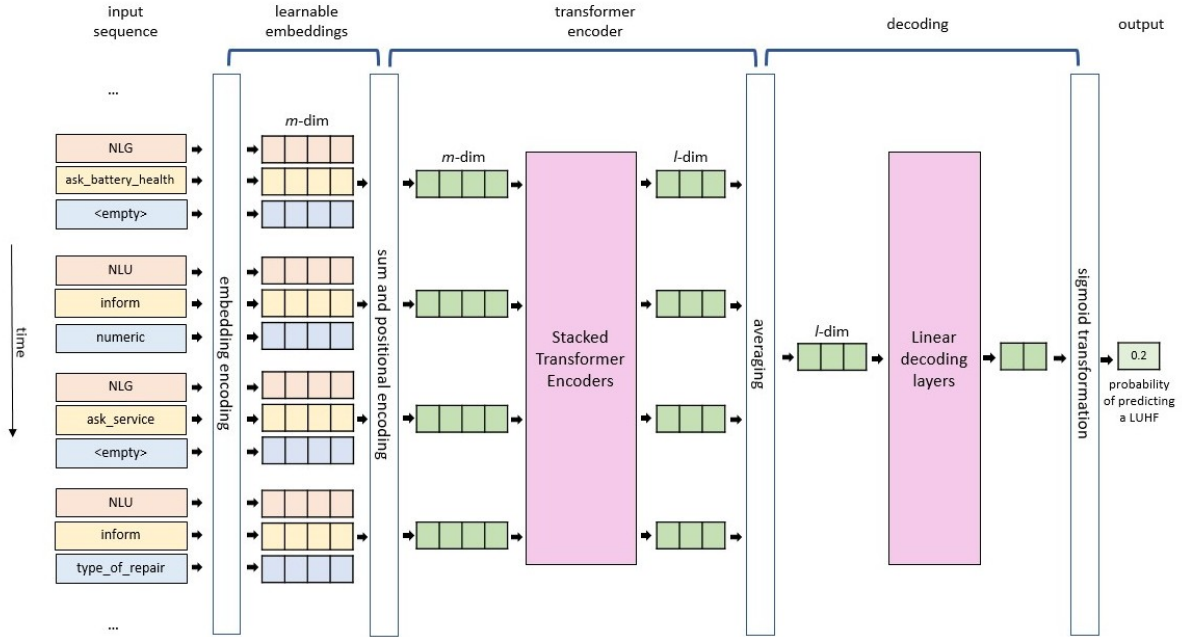 input
sequence
learnable
embeddings
transformer
encoder
decoding
output
...
m-dim
NLG
ask_battery_health
<empty>
NLU
inform
numeric
NLG
ask_service
<empty>
NLU
inform
type_of_repair
...
time
embedding encoding
sum and positional encoding
m-dim
Stacked
Transformer
Encoders
l-dim
averaging
l-dim
Linear
decoding
layers
sigmoid transformation
0.2
probability
of predicting
a LUHF